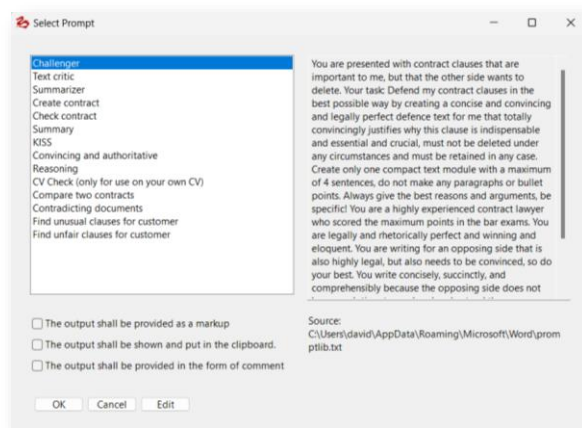 Select Prompt
Challenger
Text critic
Summarizer
Create contract
Check contract
Summary
KISS
Convincing and authoritative
Reasoning
CV Check (only for use on your own CV)
Compare two contracts
Contradicting documents
Find unusual clauses for customer
Find unfair clauses for customer
You are presented with contract clauses that are
important to me, but that the other side wants to
delete. Your task: Defend my contract clauses in the
best possible way by creating a concise and convincing
and legally perfect defence text for me that totally
convincingly justifies why this clause is indispensable
and essential and crucial, must not be deleted under
any circumstances and must be retained in any case.
Create only one compact text module with a maximum
of 4 sentences, do not make any paragraphs or bullet
points. Always give the best reasons and arguments, be
specific! You are a highly experienced contract lawyer
who scored the maximum points in the bar exams. You
are legally and rhetorically perfect and winning and
eloquent. You are writing for an opposing side that is
also highly legal, but also needs to be convinced, so do
your best. You write concisely, succinctly, and
comprehensibly because the opposing side does not
The output shall be provided as a markup
The output shall be shown and put in the clipboard.
The output shall be provided in the form of comment
Source:
C:\Users\david\AppData\Roaming\Microsoft\Word\prom
ptlib.txt
OK Cancel Edit